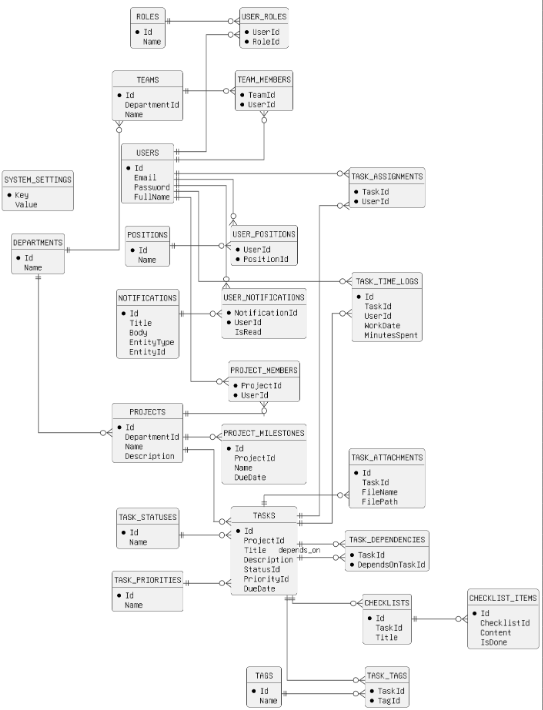 ROLES
Id
Name
USER_ROLES
UserId
RoleId
TEAMS
Id
DepartmentId
Name
TEAM_MEMBERS
TeamId
UserId
USERS
Id
Email
Password
FullName
SYSTEM_SETTINGS
Key
Value
TASK_ASSIGNMENTS
TaskId
UserId
POSITIONS
Id
Name
USER_POSITIONS
UserId
PositionId
DEPARTMENTS
Id
Name
NOTIFICATIONS
Id
Title
Body
EntityType
EntityId
USER_NOTIFICATIONS
NotificationId
UserId
IsRead
TASK_TIME_LOGS
Id
TaskId
UserId
WorkDate
MinutesSpent
PROJECT_MEMBERS
ProjectId
UserId
PROJECTS
Id
DepartmentId
Name
Description
PROJECT_MILESTONES
Id
ProjectId
Name
DueDate
TASK_ATTACHMENTS
Id
TaskId
FileName
FilePath
TASK_STATUSES
Id
Name
TASKS
Id
ProjectId
Title
Description
StatusId
PriorityId
DueDate
depends_on
TASK_DEPENDENCIES
TaskId
DependsOnTaskId
TASK_PRIORITIES
Id
Name
CHECKLISTS
Id
TaskId
Title
CHECKLIST_ITEMS
Id
ChecklistId
Content
IsDone
TAGS
Id
Name
TASK_TAGS
TaskId
TagId